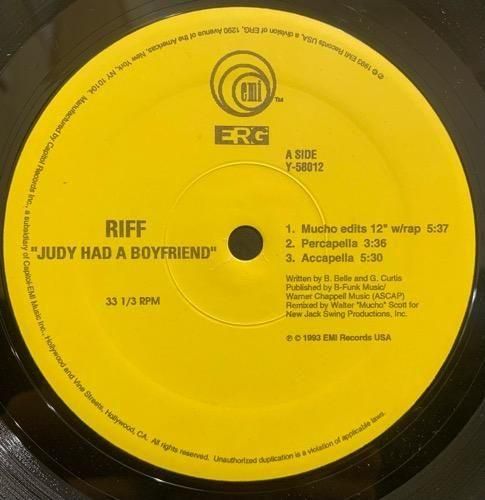 emi
TM
ERG
A SIDE
Y-58012
RIFF
"JUDY HAD A BOYFRIEND"
33 1/3 RPM
1. Mucho edits 12" w/rap 5:37
2. Percapella 3:36
3. Accapella 5:30
Written by B. Belle and G. Curtis
Published by B-Funk Music/
Warner Chappell Music (ASCAP)
Remixed by Walter "Mucho" Scott for
New Jack Swing Productions, Inc.
℗ © 1993 EMI Records USA
℗ © 1993 EMI Records USA, a division of ERG, 1290 Avenue of the Americas, New York, NY 10104. Manufactured by Capitol Records Inc., a subsidiary of Capitol-EMI Music Inc., Hollywood and Vine Streets, Hollywood, CA. All rights reserved. Unauthorized duplication is a violation of applicable laws.